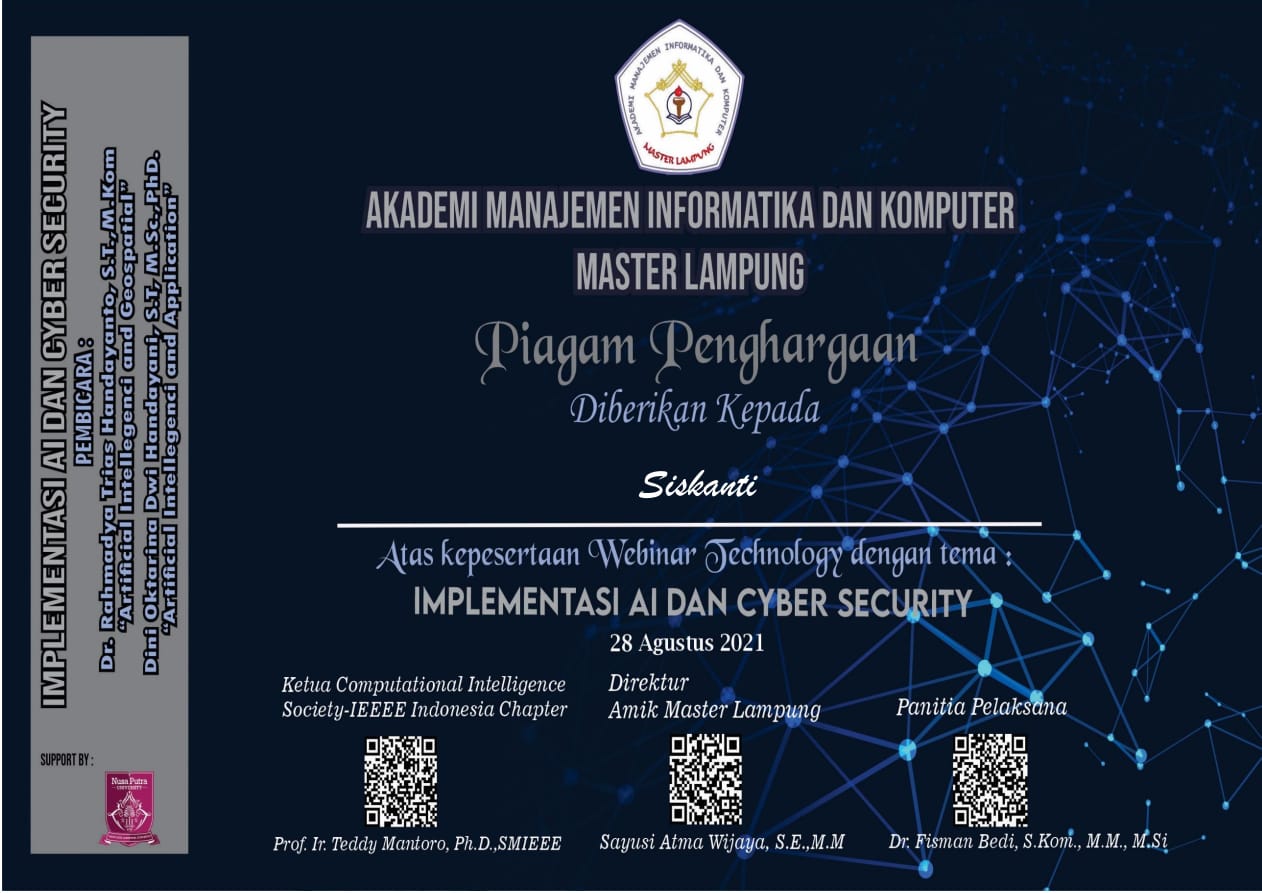 IMPLEMENTASI AI DAN CYBER SECURITY
PEMBICARA :
Dr. Rahmadya Trias Handayanto, S.T., M.Kom
“Artificial Intellegenci and Geospatial”
Dini Oktarina Dwi Handayani, S.T, M.Sc.,PhD.
“Artificial Intellegenci and Application”
SUPPORT BY :
Nusa Putra
UNIVERSITY
AKADEMI MANAJEMEN INFORMATIKA DAN KOMPUTER
MASTER LAMPUNG
AKADEMI MANAJEMEN INFORMATIKA DAN KOMPUTER
MASTER LAMPUNG
Piagam Penghargaan
Diberikan Kepada
Siskanti
Atas kepesertaan Webinar Technology dengan tema :
IMPLEMENTASI AI DAN CYBER SECURITY
28 Agustus 2021
Ketua Computational Intelligence
Society-IEEEE Indonesia Chapter
Prof. Ir. Teddy Mantoro, Ph.D.,SMIEEE
Direktur
Amik Master Lampung
Sayusi Atma Wijaya, S.E.,M.M
Panitia Pelaksana
Dr. Fisman Bedi, S.Kom., M.M., M.Si